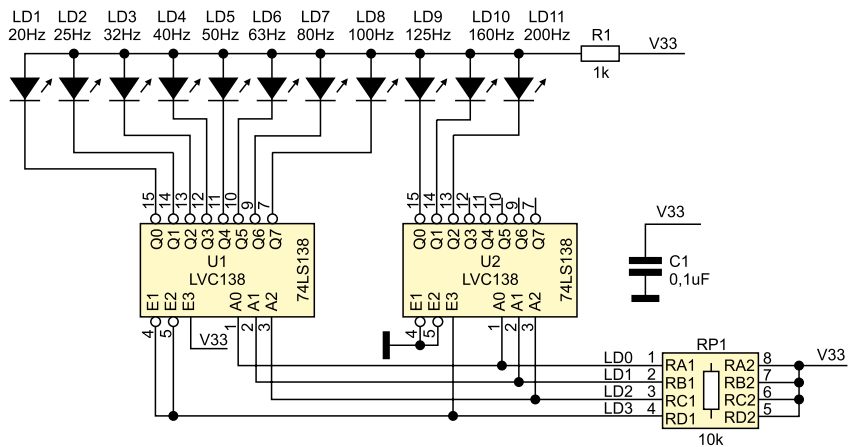 LD1 LD2 LD3 LD4 LD5 LD6 LD7 LD8 LD9 LD10 LD11
20Hz 25Hz 32Hz 40Hz 50Hz 63Hz 80Hz 100Hz 125Hz 160Hz 200Hz
R1
V33
1k
15 14 13 12 11 10 9 7
15 14 13 12 11 10 9 7
Q0 Q1 Q2 Q3 Q4 Q5 Q6 Q7
Q0 Q1 Q2 Q3 Q4 Q5 Q6 Q7
U1
LVC138
74LS138
U2
LVC138
74LS138
E1 E2 E3 A0 A1 A2
E1 E2 E3 A0 A1 A2
4 5 1 2 3
4 5 1 2 3
V33
V33
C1
0,1uF
RP1
LD0 1 RA1 RA2 8 V33
LD1 2 RB1 RB2 7
LD2 3 RC1 RC2 6
LD3 4 RD1 RD2 5
10k